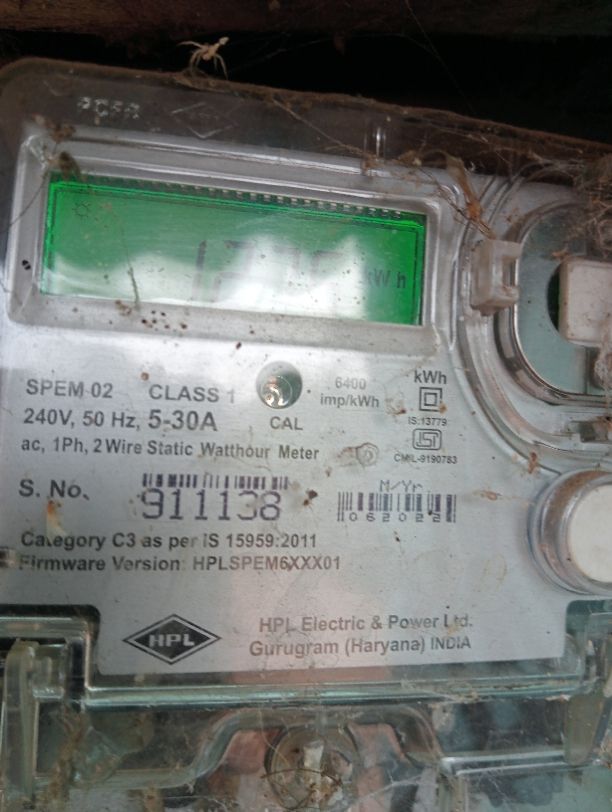 kWh
SPEM 02 CLASS 1 6400 kWh
240V, 50 Hz, 5-30A CAL imp/kWh IS:13779
ac, 1Ph, 2 Wire Static Watthour Meter CM/L-9190783
S. No. 911138 M/Yr 062022
Category C3 as per IS 15959:2011
Firmware Version: HPLSPEM6XXX01
HPL HPL Electric & Power Ltd.
Gurugram (Haryana) INDIA